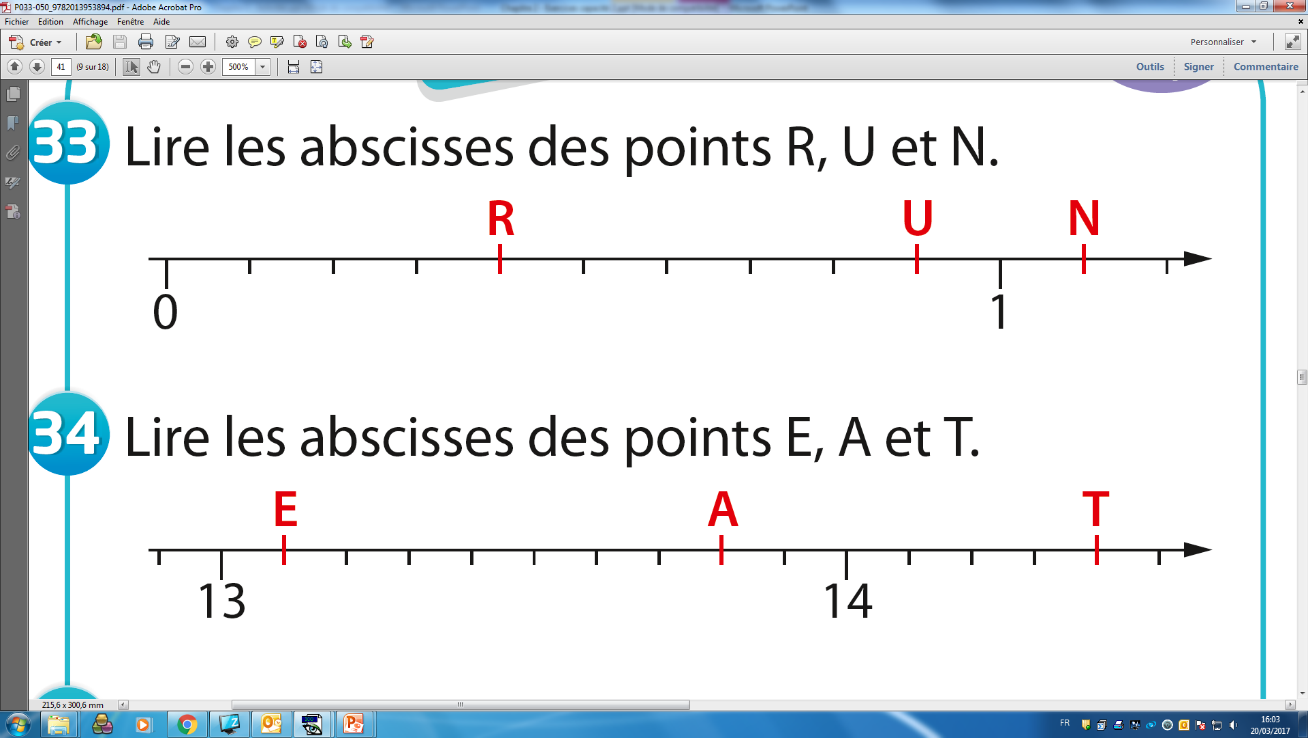 P033-050_9782013953894.pdf - Adobe Acrobat Pro
Fichier Edition Affichage Fenêtre Aide
Créer
Personnaliser
41 (9 sur 18) 500%
Outils Signer Commentaire
33 Lire les abscisses des points R, U et N.
R U N
0 1
34 Lire les abscisses des points E, A et T.
E A T
13 14
215,6 x 300,6 mm
FR 16:03
20/03/2017